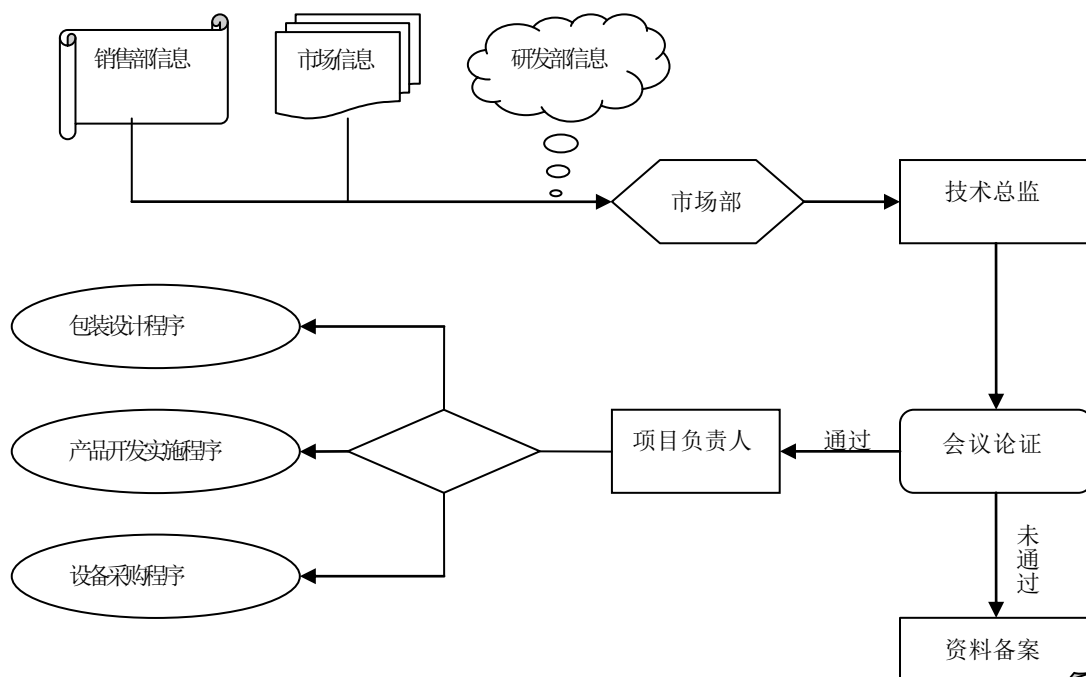 销售部信息
市场信息
研发部信息
市场部
技术总监
包装设计程序
产品开发实施程序
项目负责人
通过
会议论证
设备采购程序
未通过
资料备案